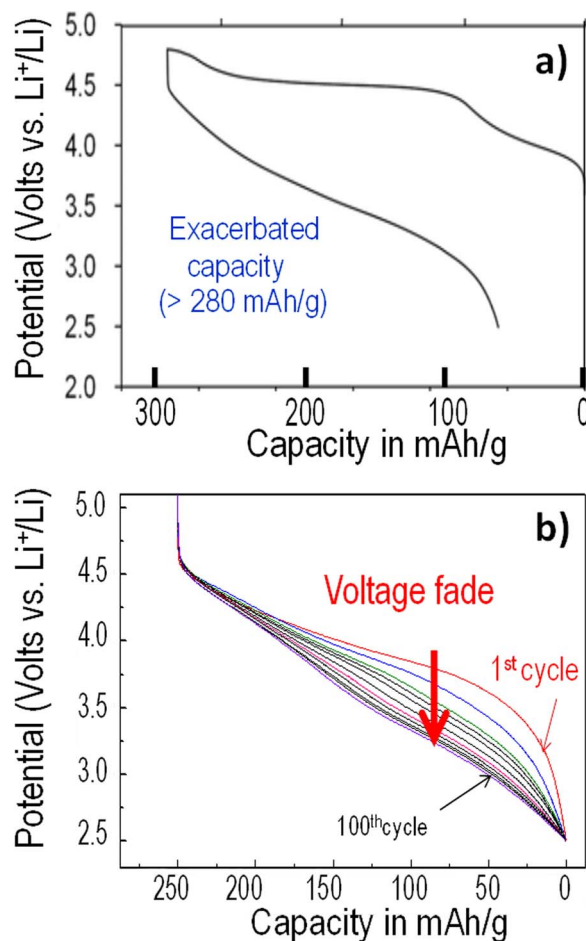 a)
Potential (Volts vs. Li⁺/Li)
5.0
4.5
4.0
3.5
3.0
2.5
2.0
Exacerbated
capacity
(> 280 mAh/g)
300
200
100
0
Capacity in mAh/g
b)
Potential (Volts vs. Li⁺/Li)
5.0
4.5
4.0
3.5
3.0
2.5
Voltage fade
1ˢᵗ cycle
100ᵗʰcycle
250
200
150
100
50
0
Capacity in mAh/g